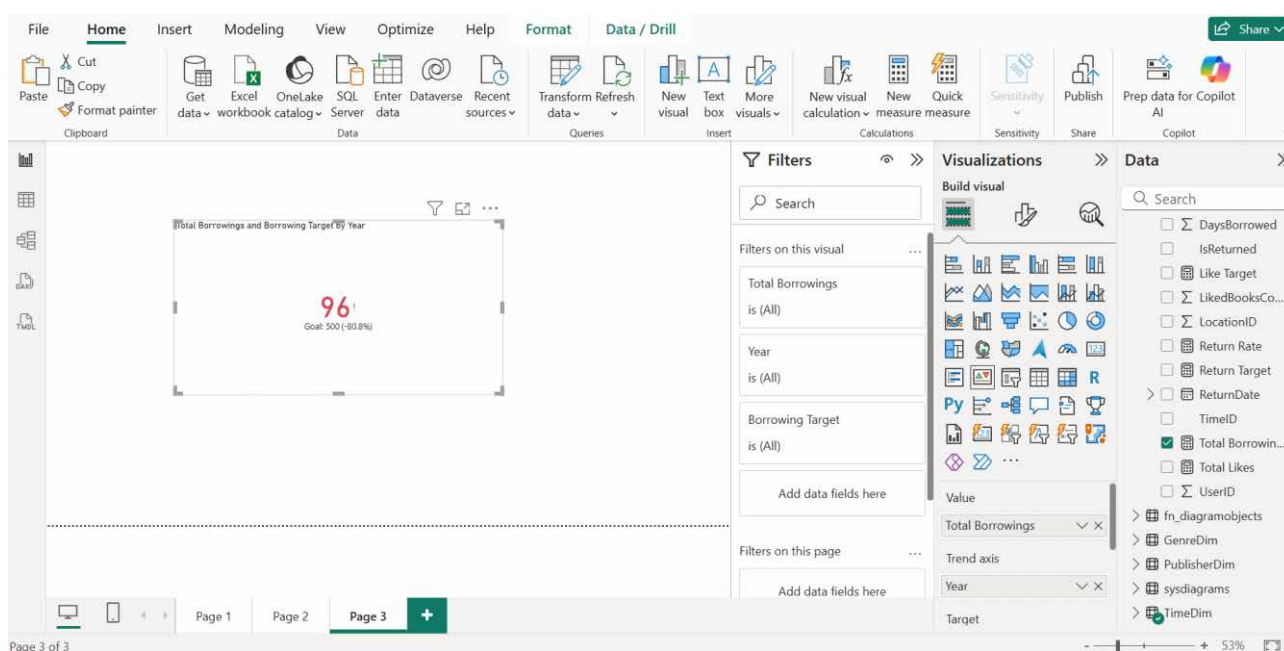 File Home Insert Modeling View Optimize Help Format Data / Drill Share
Paste
Cut
Copy
Format painter
Get data
Excel workbook
OneLake catalog
SQL Server
Enter data
Dataverse
Recent sources
Transform data
Refresh
New visual
Text box
More visuals
New visual calculation
New measure
Quick measure
Sensitivity
Publish
Prep data for AI
Copilot
Clipboard Data Queries Insert Calculations Sensitivity Share Copilot
Total Borrowings and Borrowing Target by Year
96!
Goal: 500 (-80.8%)
Filters
Search
Filters on this visual ...
Total Borrowings
is (All)
Year
is (All)
Borrowing Target
is (All)
Add data fields here
Filters on this page ...
Add data fields here
Visualizations
Build visual
123
R
Py
...
Value
Total Borrowings
Trend axis
Year
Target
Data
Search
DaysBorrowed
IsReturned
Like Target
LikedBooksCo...
LocationID
Return Rate
Return Target
ReturnDate
TimeID
Total Borrowin...
Total Likes
UserID
fn_diagramobjects
GenreDim
PublisherDim
sysdiagrams
TimeDim
DAX
TMDL
Page 1 Page 2 Page 3 +
Page 3 of 3
- + 53%